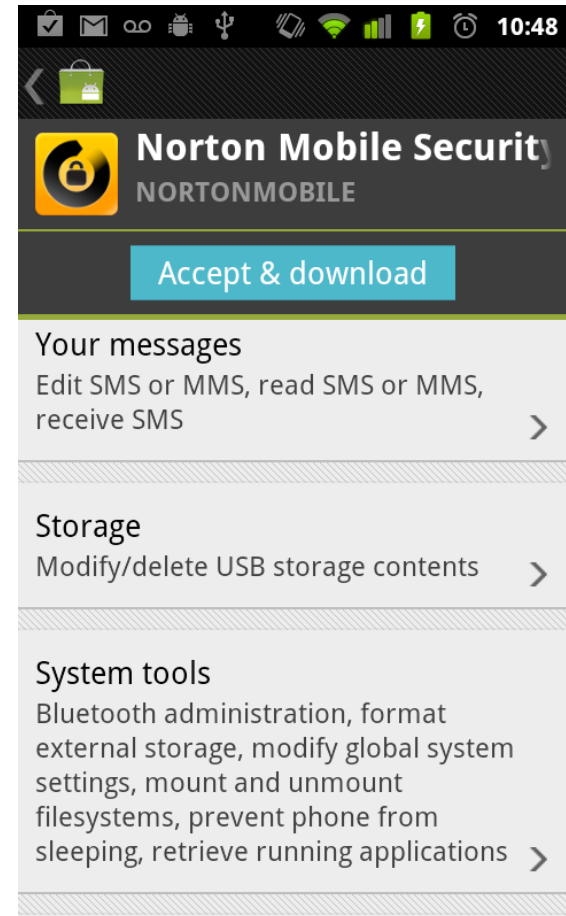 10:48
Norton Mobile Security
NORTONMOBILE
Accept & download
Your messages
Edit SMS or MMS, read SMS or MMS,
receive SMS
Storage
Modify/delete USB storage contents
System tools
Bluetooth administration, format
external storage, modify global system
settings, mount and unmount
filesystems, prevent phone from
sleeping, retrieve running applications